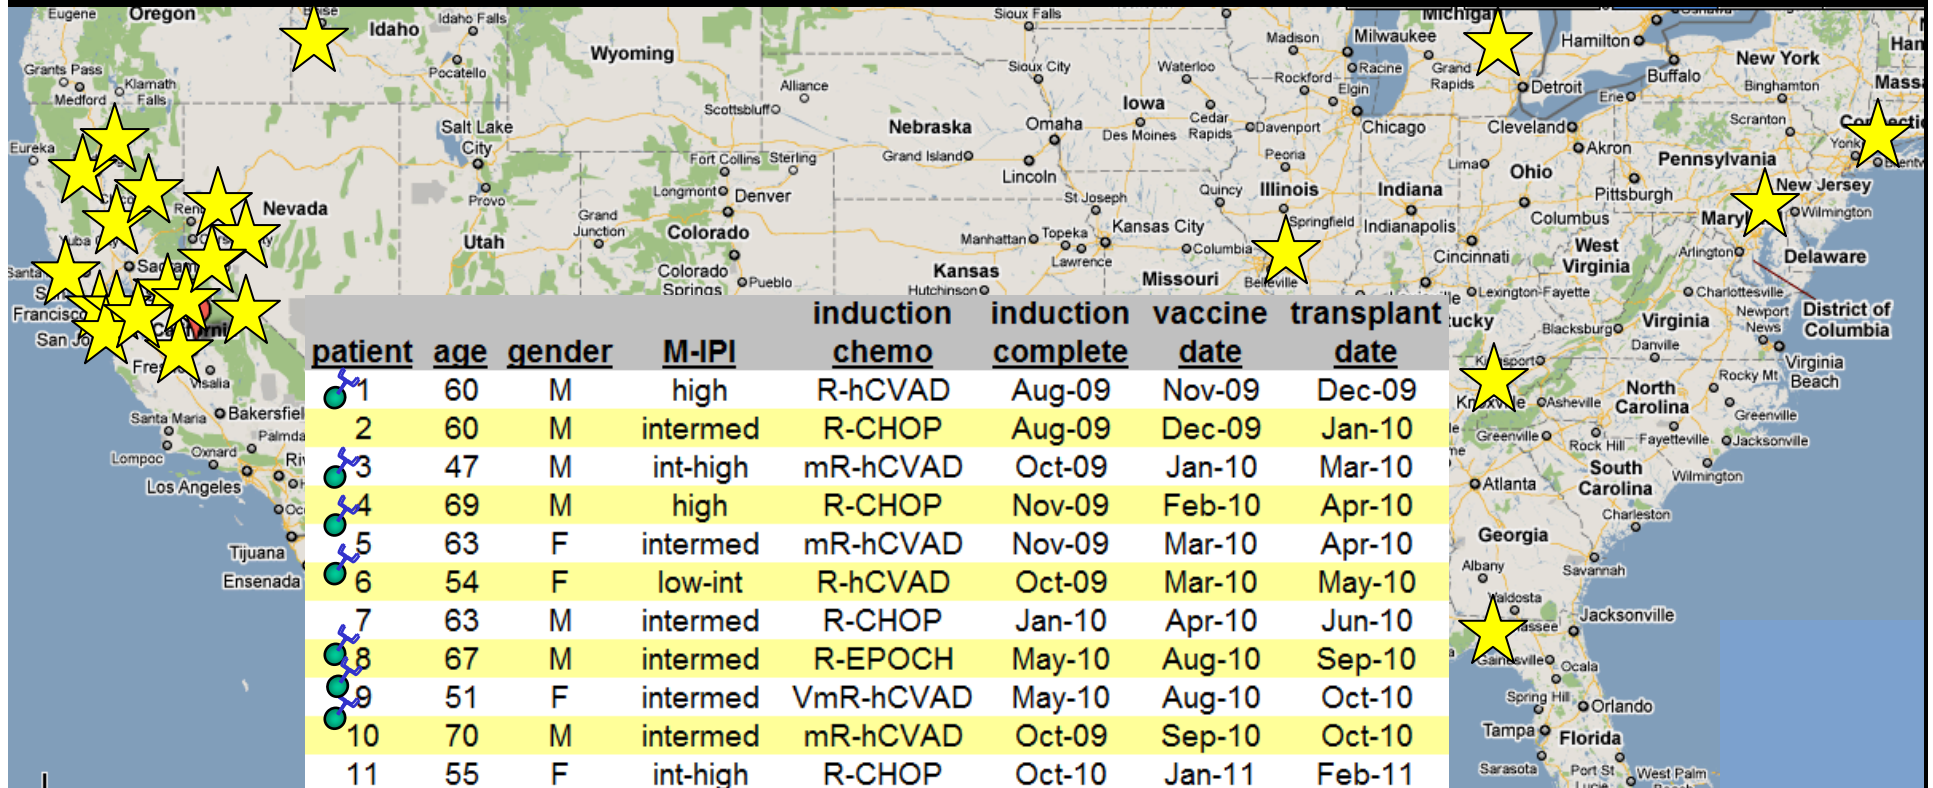 Eugene
Oregon
Idaho
Idaho Falls
Pocatello
Grants Pass
Medford
Klamath
Falls
Eureka
Wyoming
Salt Lake
City
Provo
Nevada
Utah
Grand
Junction
Alliance
Scottsbluff
Fort Collins
Sterling
Longmont
Denver
Colorado
Colorado
Springs
Pueblo
Sioux Falls
Sioux City
Nebraska
Omaha
Grand Island
Lincoln
Iowa
Des Moines
Waterloo
Cedar
Rapids
Davenport
Madison
Milwaukee
Racine
Rockford
Elgin
Chicago
Peoria
Quincy
Illinois
Springfield
St Joseph
Kansas City
Manhattan
Topeka
Lawrence
Columbia
Kansas
Hutchinson
Missouri
Belleville
Grand
Rapids
Detroit
Hamilton
Buffalo
New York
Binghamton
Erie
Scranton
Cleveland
Akron
Lima
Ohio
Pennsylvania
Pittsburgh
Indiana
Indianapolis
Columbus
New Jersey
Wilmington
Arlington
Delaware
West
Virginia
Cincinnati
Lexington-Fayette
Charlottesville
District of
Columbia
Newport
News
Virginia
Blacksburg
Danville
Virginia
Beach
Rocky Mt
North
Carolina
Asheville
Greenville
Greenville
Rock Hill
Fayetteville
Jacksonville
South
Carolina
Wilmington
Atlanta
Charleston
Georgia
Albany
Savannah
Valdosta
Jacksonville
Gainesville
Ocala
Spring Hill
Orlando
Tampa
Florida
Sarasota
Port St
West Palm
Francisco
Visalia
Santa Maria
Lompoc
Oxnard
Los Angeles
Tijuana
Ensenada
patient age gender M-IPI induction chemo induction complete vaccine date transplant date
1 60 M high R-hCVAD Aug-09 Nov-09 Dec-09
2 60 M intermed R-CHOP Aug-09 Dec-09 Jan-10
3 47 M int-high mR-hCVAD Oct-09 Jan-10 Mar-10
4 69 M high R-CHOP Nov-09 Feb-10 Apr-10
5 63 F intermed mR-hCVAD Nov-09 Mar-10 Apr-10
6 54 F low-int R-hCVAD Oct-09 Mar-10 May-10
7 63 M intermed R-CHOP Jan-10 Apr-10 Jun-10
8 67 M intermed R-EPOCH May-10 Aug-10 Sep-10
9 51 F intermed VmR-hCVAD May-10 Aug-10 Oct-10
10 70 M intermed mR-hCVAD Oct-09 Sep-10 Oct-10
11 55 F int-high R-CHOP Oct-10 Jan-11 Feb-11